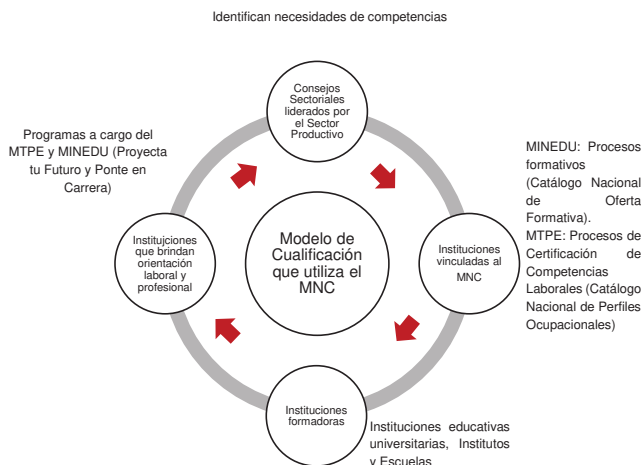 Identifican necesidades de competencias
Consejos
Sectoriales
liderados por
el Sector
Productivo
Programas a cargo del
MTPE y MINEDU (Proyecta
tu Futuro y Ponte en
Carrera)
MINEDU: Procesos
formativos
(Catálogo Nacional
de Oferta
Formativa).
MTPE: Procesos de
Certificación de
Competencias
Laborales (Catálogo
Nacional de Perfiles
Ocupacionales)
Institujciones
que brindan
orientación
laboral y
profesional
Modelo de
Cualificación
que utiliza el
MNC
Instituciones
vinculadas al
MNC
Instituciones
formadoras
Instituciones educativas
universitarias, Institutos
y Escuelas